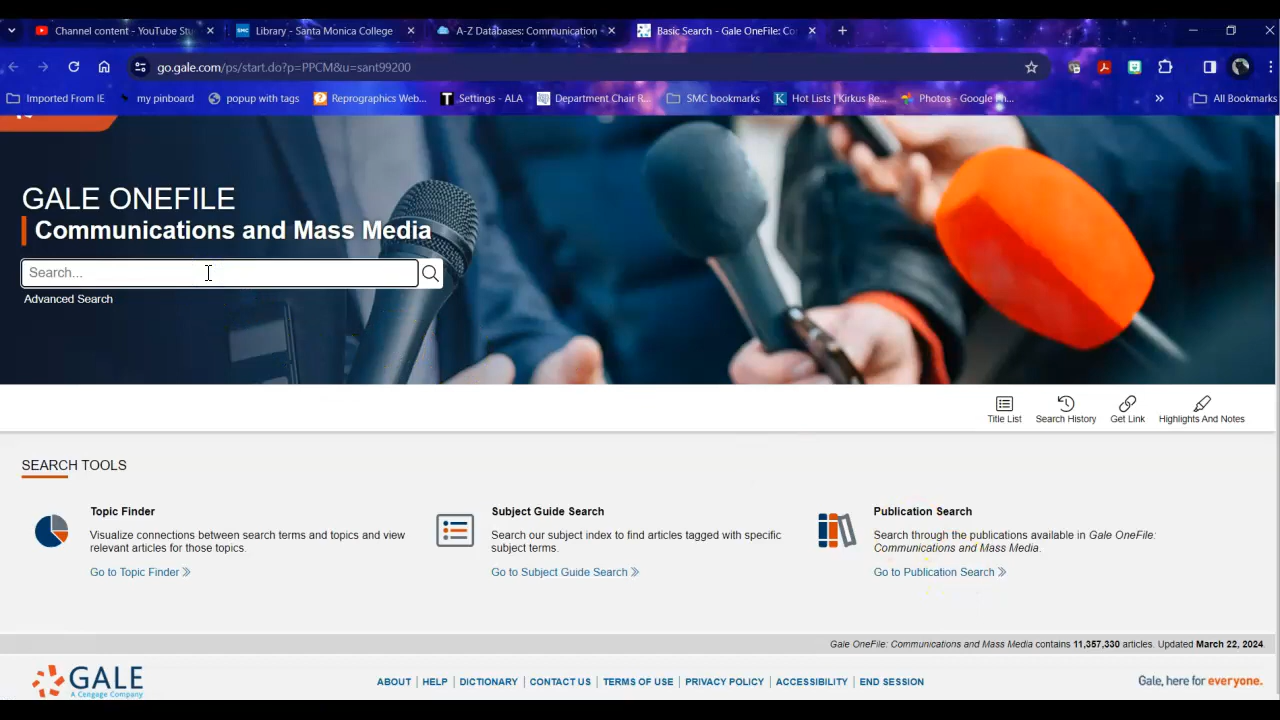 Channel content - YouTube Stu
Library - Santa Monica College
A-Z Databases: Communication -
Basic Search - Gale OneFile: Co
go.gale.com/ps/start.do?p=PPCM&u=sant99200
Imported From IE
my pinboard
popup with tags
Reprographics Web...
Settings - ALA
Department Chair R...
SMC bookmarks
Hot Lists | Kirkus Re...
Photos - Google Ph...
All Bookmarks
GALE ONEFILE
Communications and Mass Media
Search...
Advanced Search
Title List
Search History
Get Link
Highlights And Notes
SEARCH TOOLS
Topic Finder
Visualize connections between search terms and topics and view
relevant articles for those topics.
Go to Topic Finder
Subject Guide Search
Search our subject index to find articles tagged with specific
subject terms.
Go to Subject Guide Search
Publication Search
Search through the publications available in Gale OneFile:
Communications and Mass Media.
Go to Publication Search
Gale OneFile: Communications and Mass Media contains 11,357,330 articles. Updated March 22, 2024
GALE
A Cengage Company
ABOUT | HELP | DICTIONARY | CONTACT US | TERMS OF USE | PRIVACY POLICY | ACCESSIBILITY | END SESSION
Gale, here for everyone.